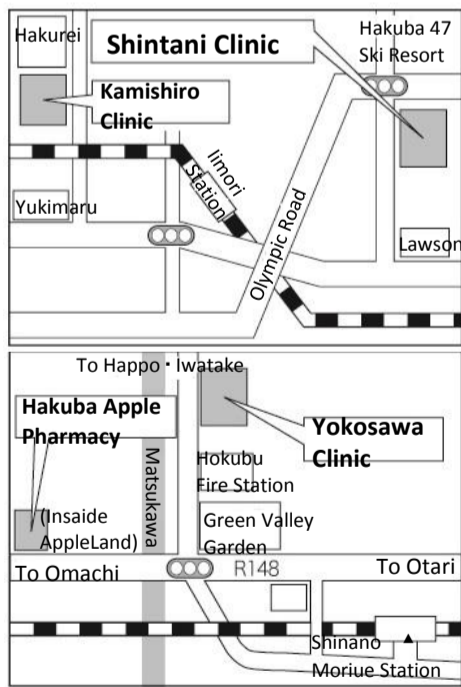 Hakurei
Shintani Clinic
Hakuba 47
Ski Resort
Kamishiro
Clinic
Iimori
Station
Yukimaru
Olympic Road
Lawson
To Happo・Iwatake
Hakuba Apple
Pharmacy
Yokosawa
Clinic
Matsukawa
Hokubu
Fire Station
(Insaide
AppleLand)
Green Valley
Garden
To Omachi
R148
To Otari
Shinano
Moriue Station